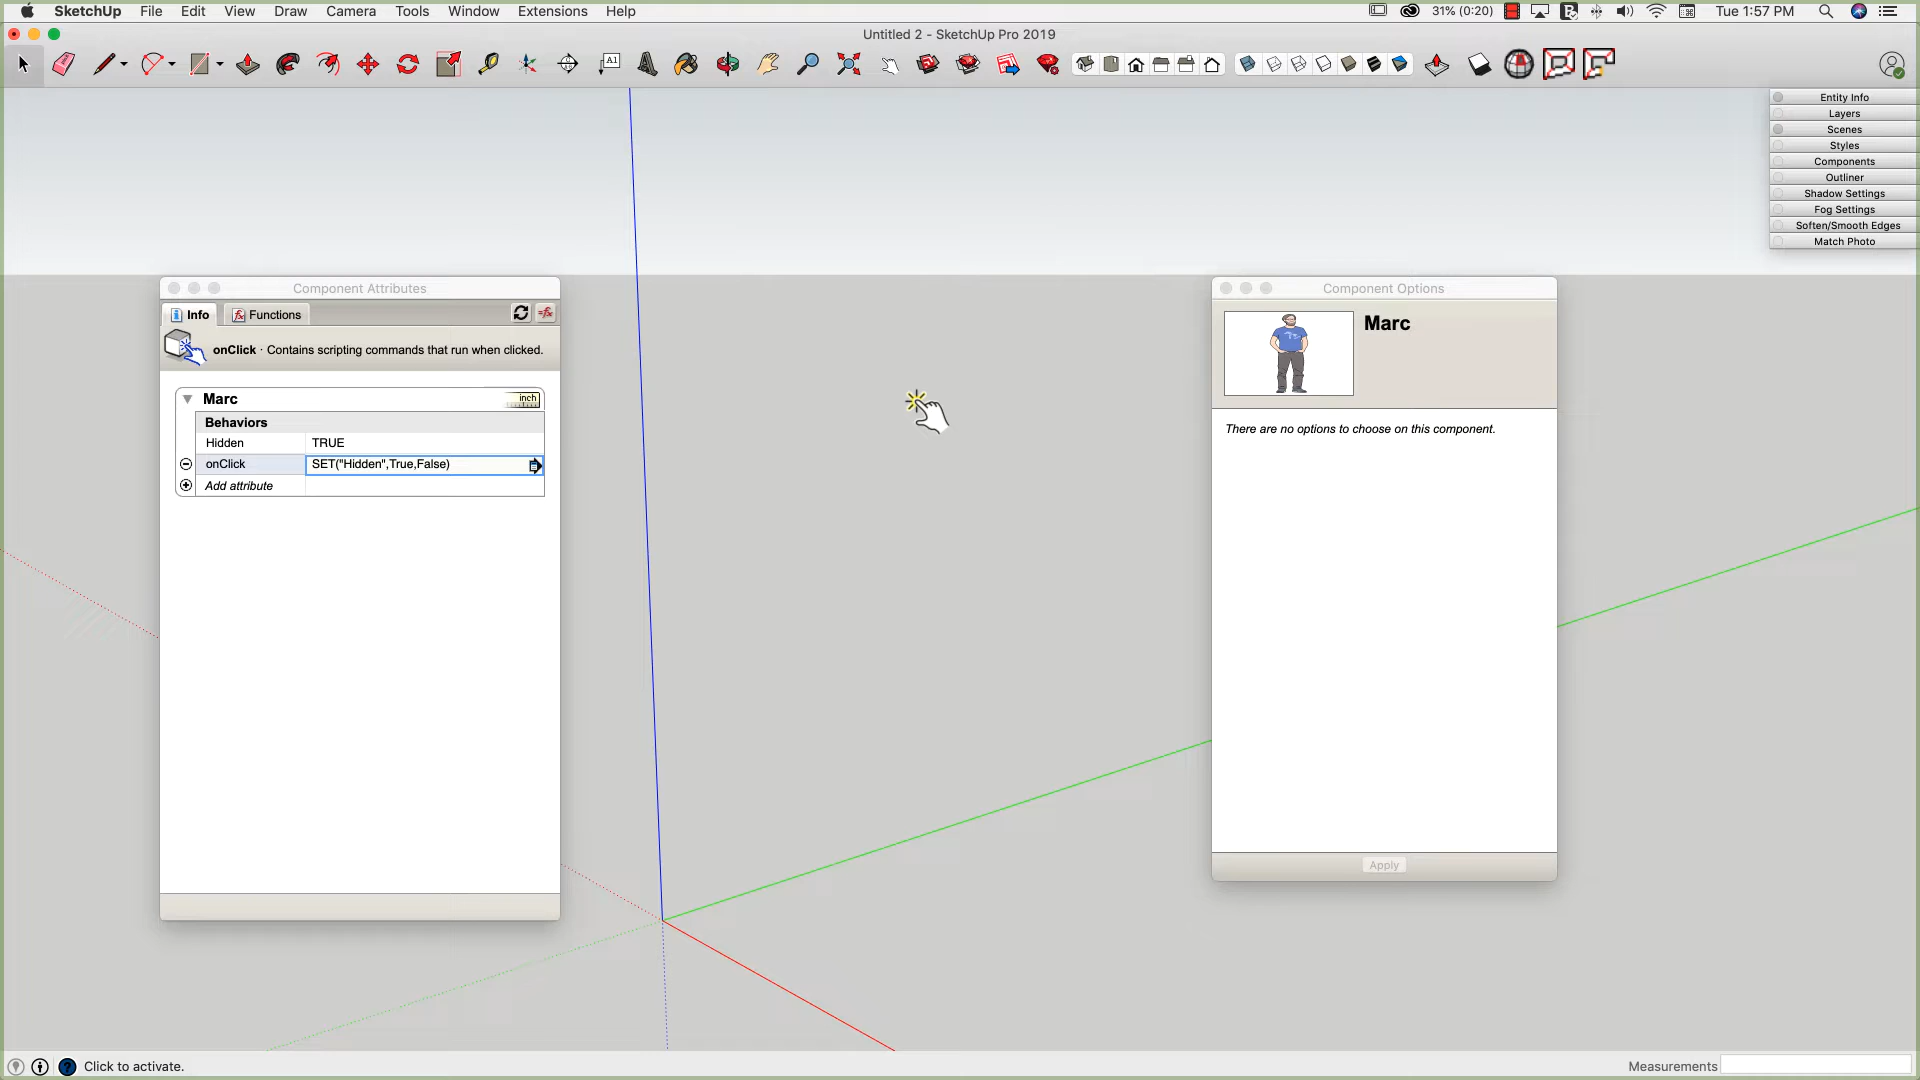 SketchUp File Edit View Draw Camera Tools Window Extensions Help 31% (0:20) Tue 1:57 PM
Untitled 2 - SketchUp Pro 2019
A1
Entity Info
Layers
Scenes
Styles
Components
Outliner
Shadow Settings
Fog Settings
Soften/Smooth Edges
Match Photo
Component Attributes
Info Functions
onClick · Contains scripting commands that run when clicked.
Marc inch
Behaviors
Hidden TRUE
onClick SET("Hidden",True,False)
Add attribute
Component Options
Marc
There are no options to choose on this component.
Apply
Click to activate.
Measurements